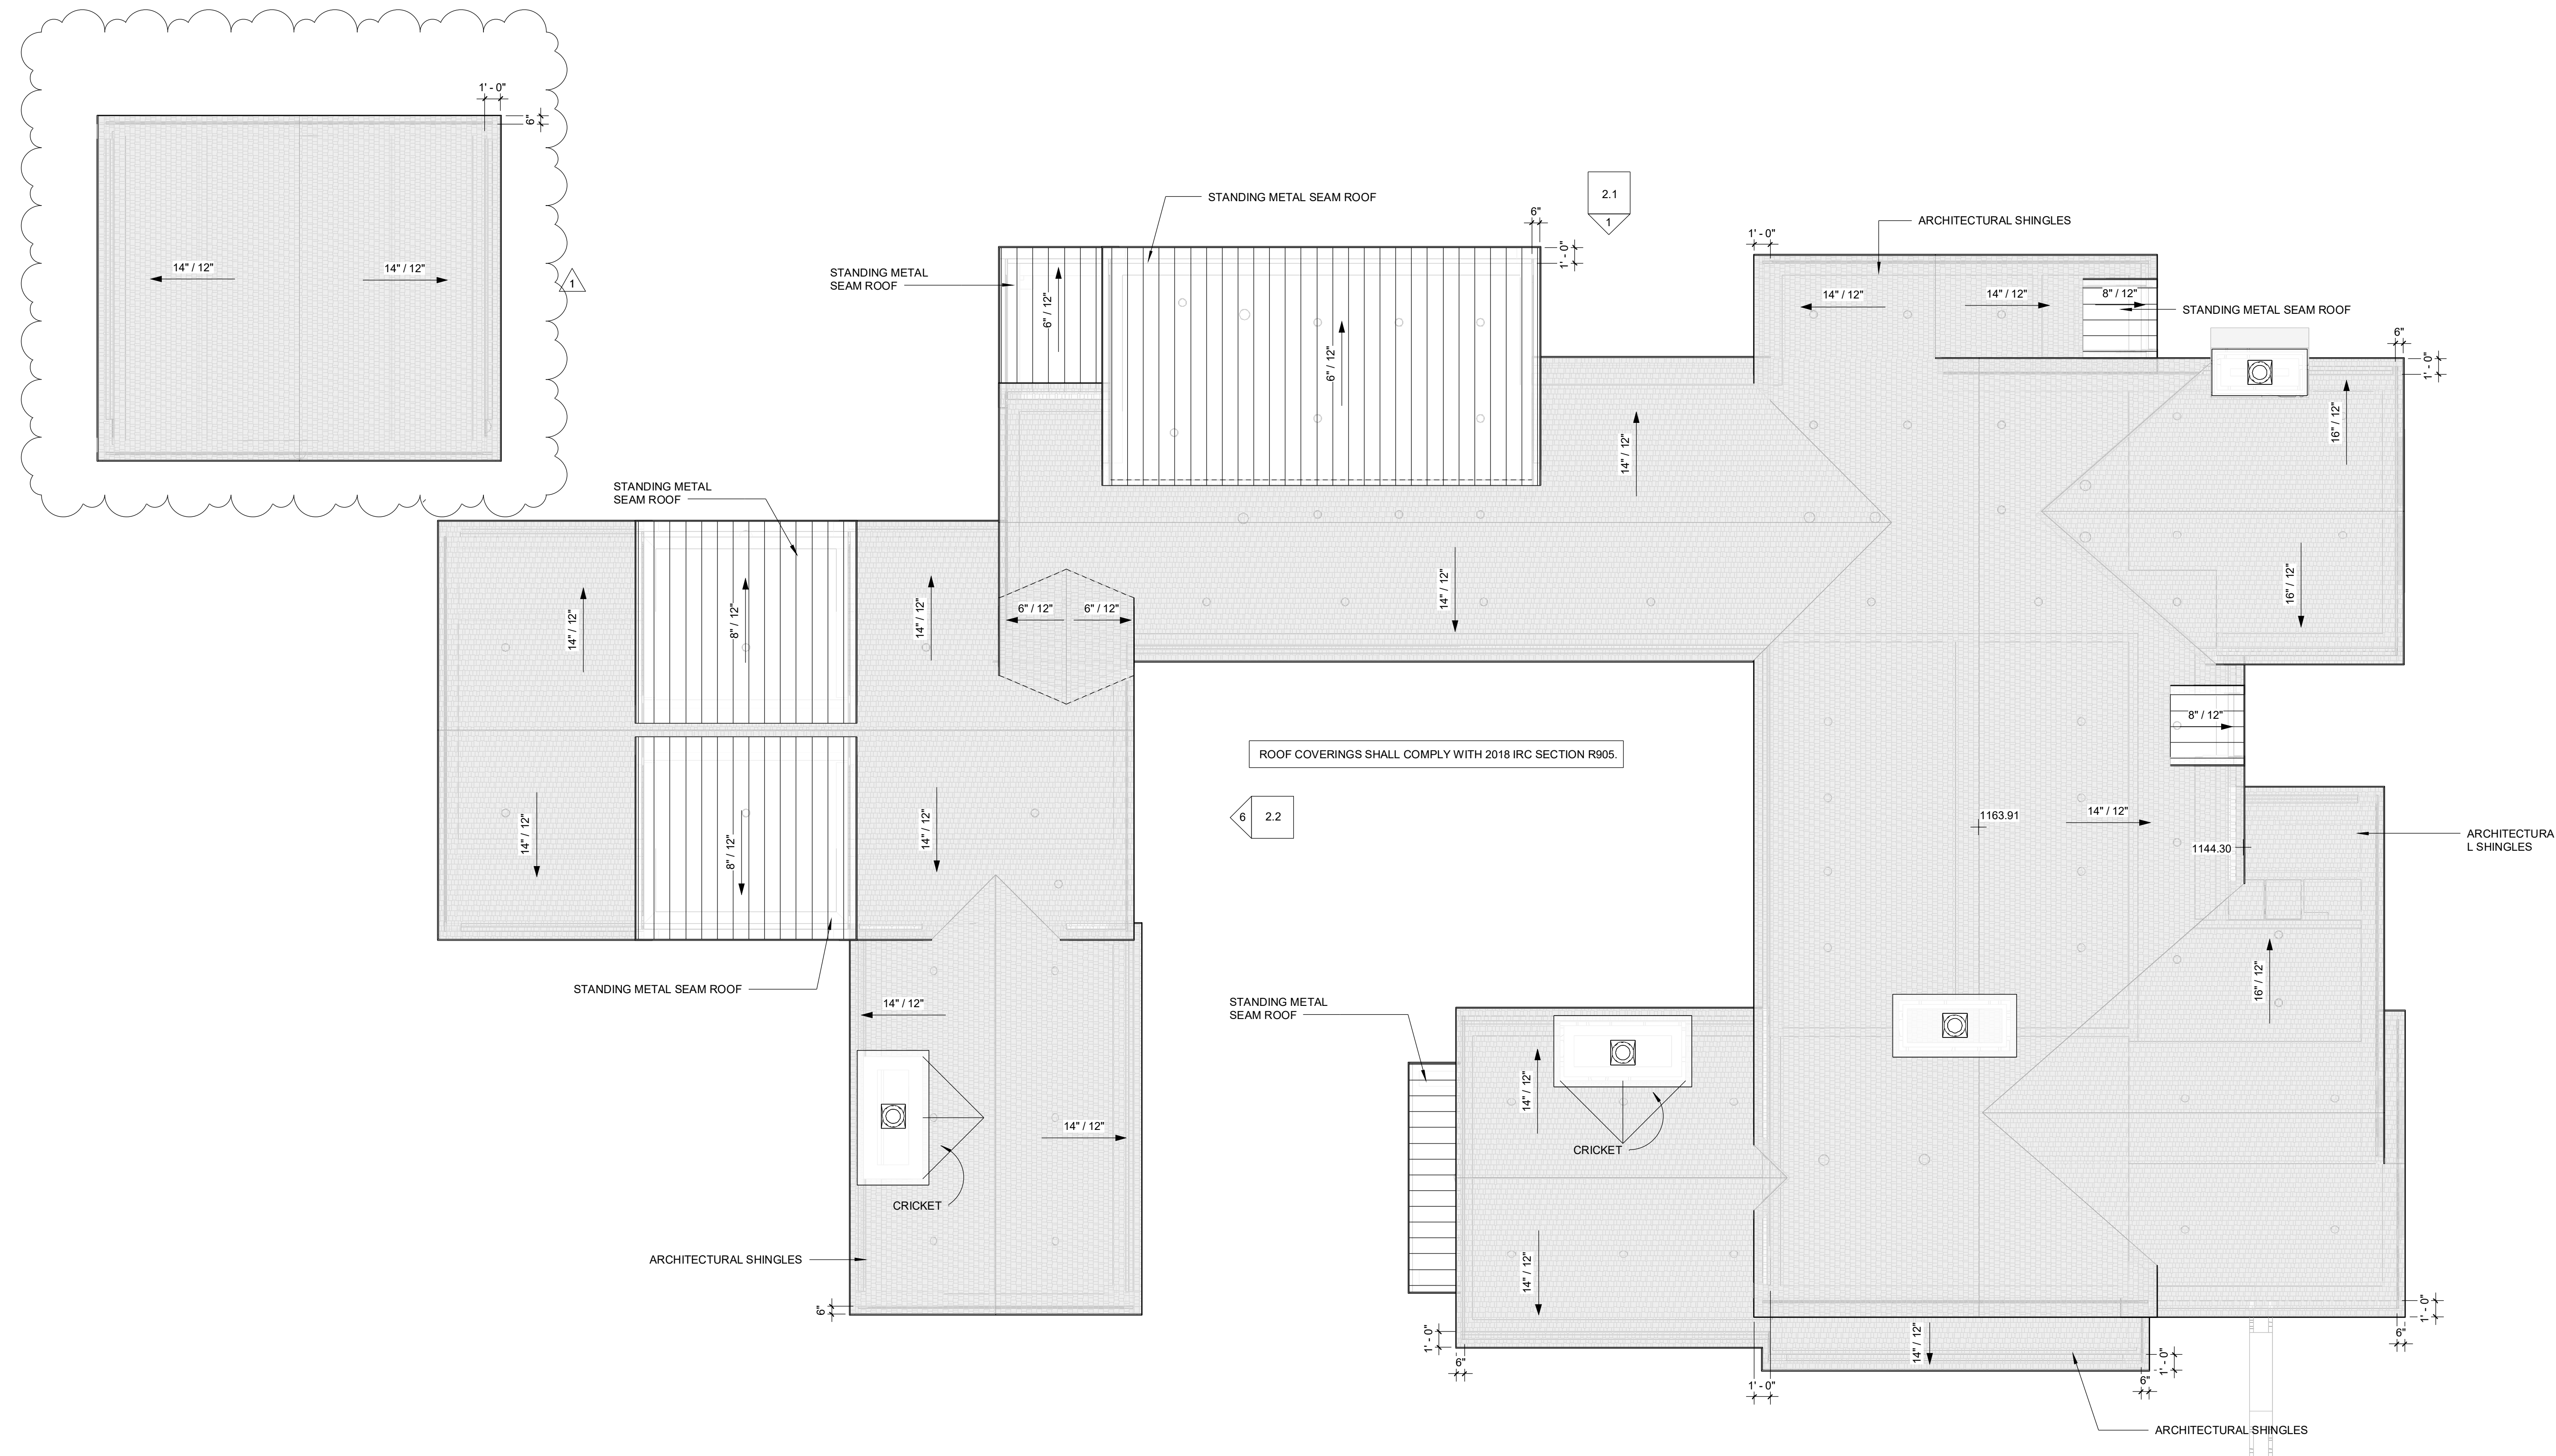 1' - 0"
6"
14" / 12"
14" / 12"
1
STANDING METAL SEAM ROOF
2.1
1
6"
1' - 0"
STANDING METAL
SEAM ROOF
6" / 12"
6" / 12"
1' - 0"
ARCHITECTURAL SHINGLES
14" / 12"
14" / 12"
8" / 12"
STANDING METAL SEAM ROOF
6"
1' - 0"
16" / 12"
14" / 12"
STANDING METAL
SEAM ROOF
14" / 12"
8" / 12"
14" / 12"
6" / 12"
6" / 12"
14" / 12"
16" / 12"
8" / 12"
ROOF COVERINGS SHALL COMPLY WITH 2018 IRC SECTION R905.
6
2.2
14" / 12"
8" / 12"
14" / 12"
1163.91
14" / 12"
1144.30
ARCHITECTURA
L SHINGLES
STANDING METAL SEAM ROOF
14" / 12"
STANDING METAL
SEAM ROOF
16" / 12"
14" / 12"
14" / 12"
CRICKET
CRICKET
ARCHITECTURAL SHINGLES
14" / 12"
6"
1' - 0"
6"
1' - 0"
14" / 12"
1' - 0"
6"
1' - 0"
6"
ARCHITECTURAL SHINGLES